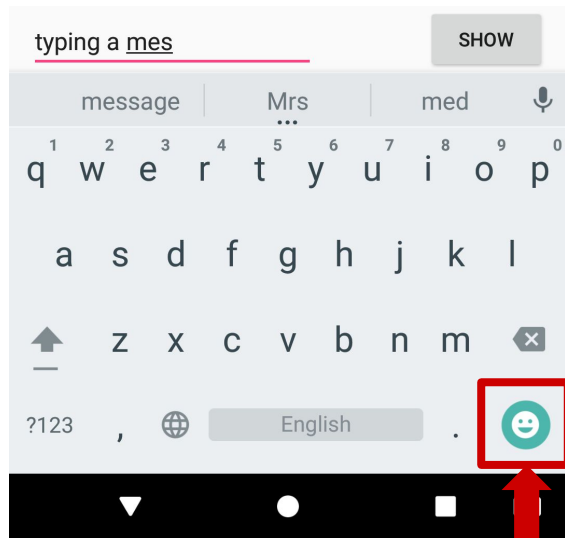 typing a mes
SHOW
message Mrs med
1 2 3 4 5 6 7 8 9 0
q w e r t y u i o p
a s d f g h j k l
z x c v b n m
?123 , English .